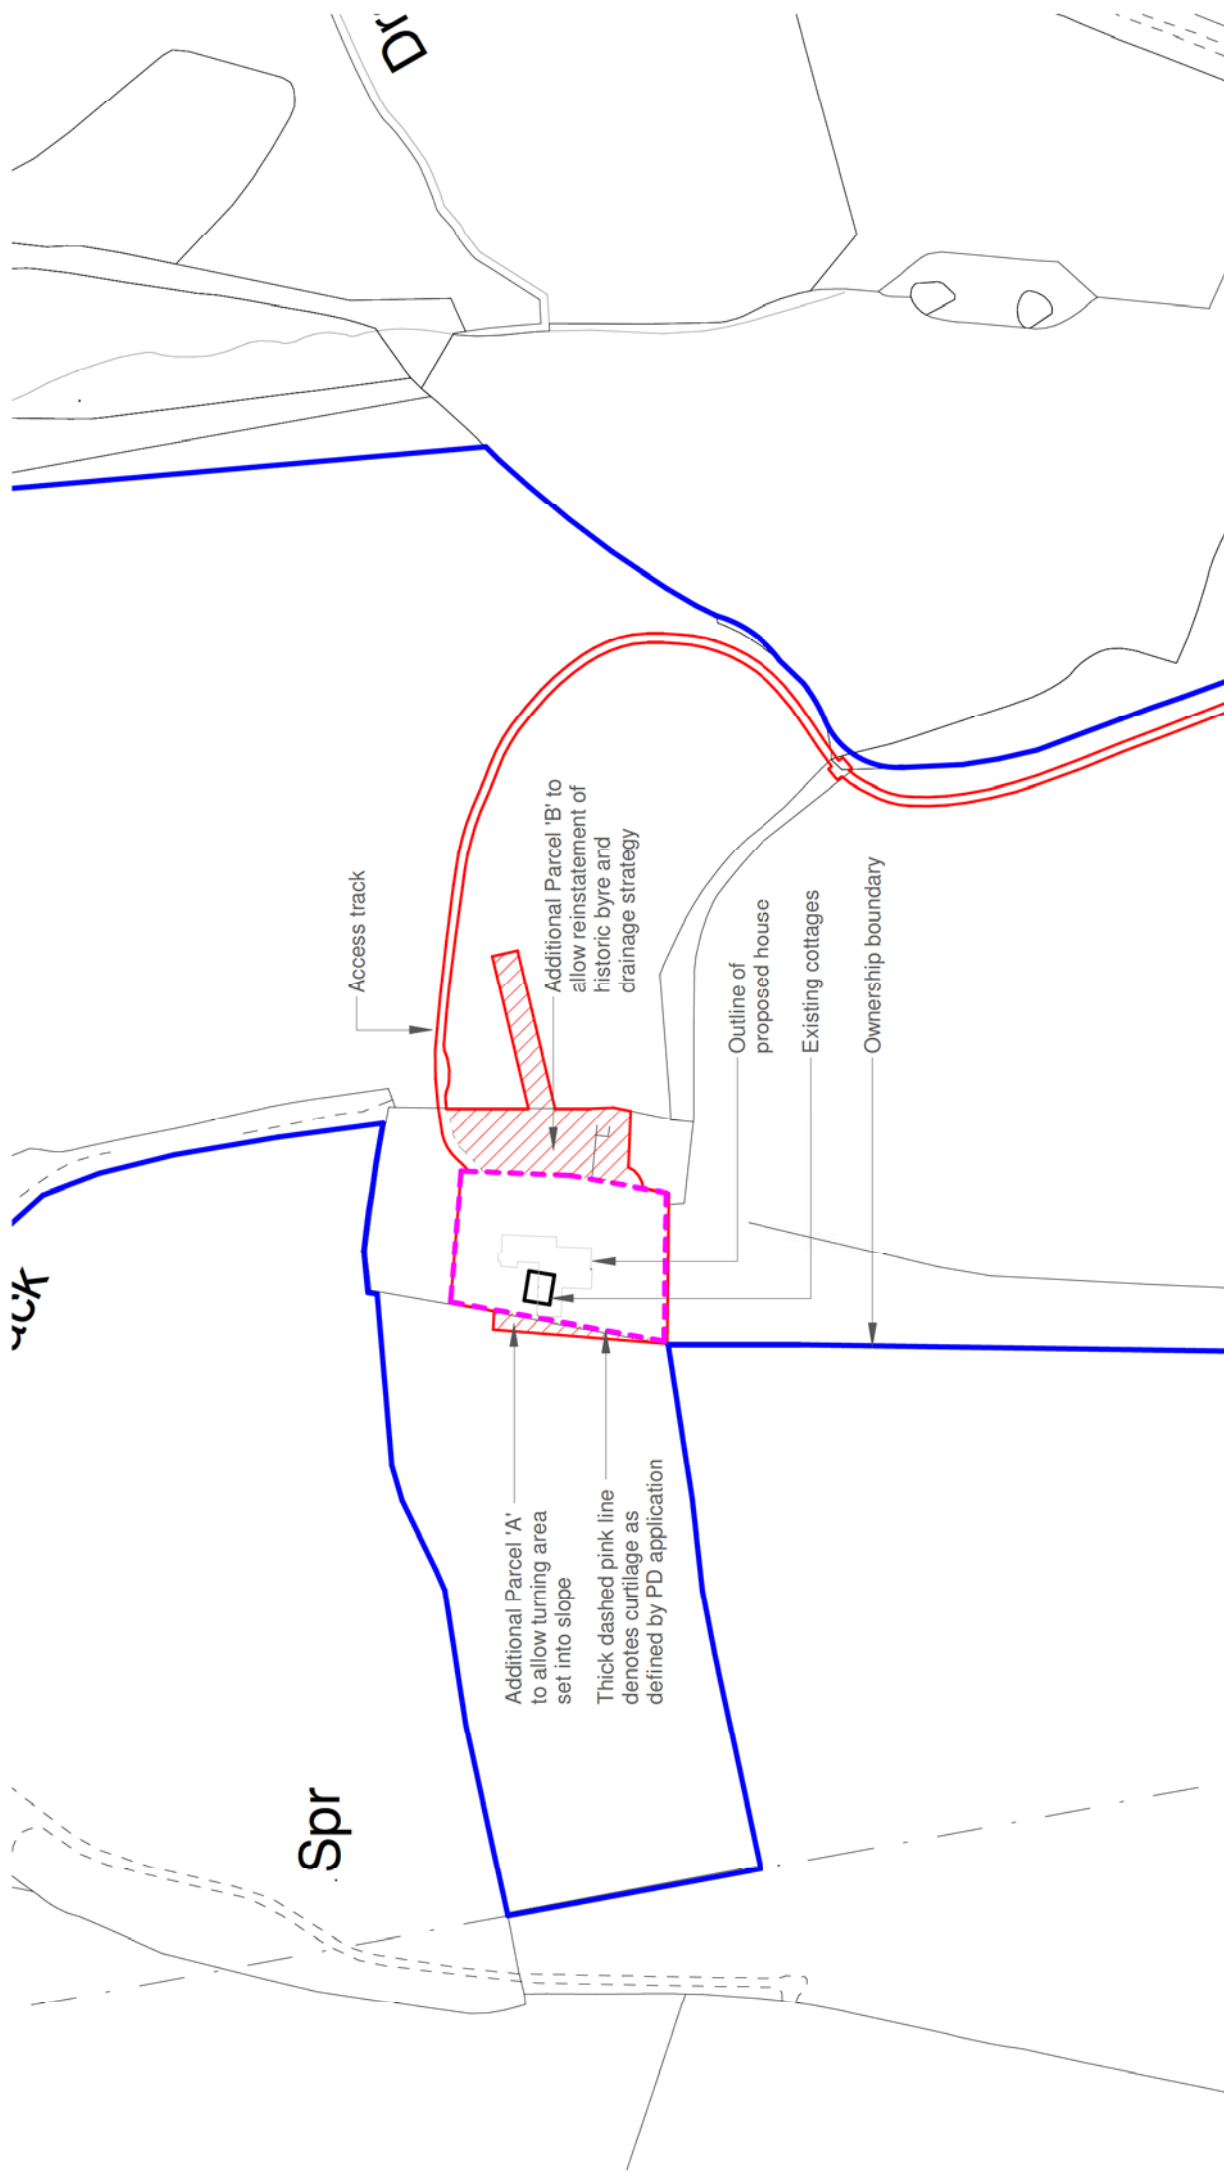 Access track
Additional Parcel 'B' to
allow reinstatement of
historic byre and
drainage strategy
Outline of
proposed house
Existing cottages
Ownership boundary
Additional Parcel 'A'
to allow turning area
set into slope
Thick dashed pink line
denotes curtilage as
defined by PD application
Spr
ack
Dr